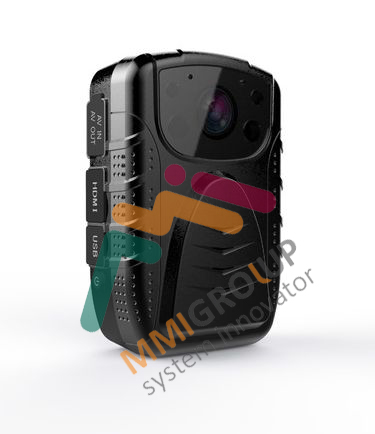 AV IN
AV OUT
HDMI
USB
MMIGROUP
system innovator